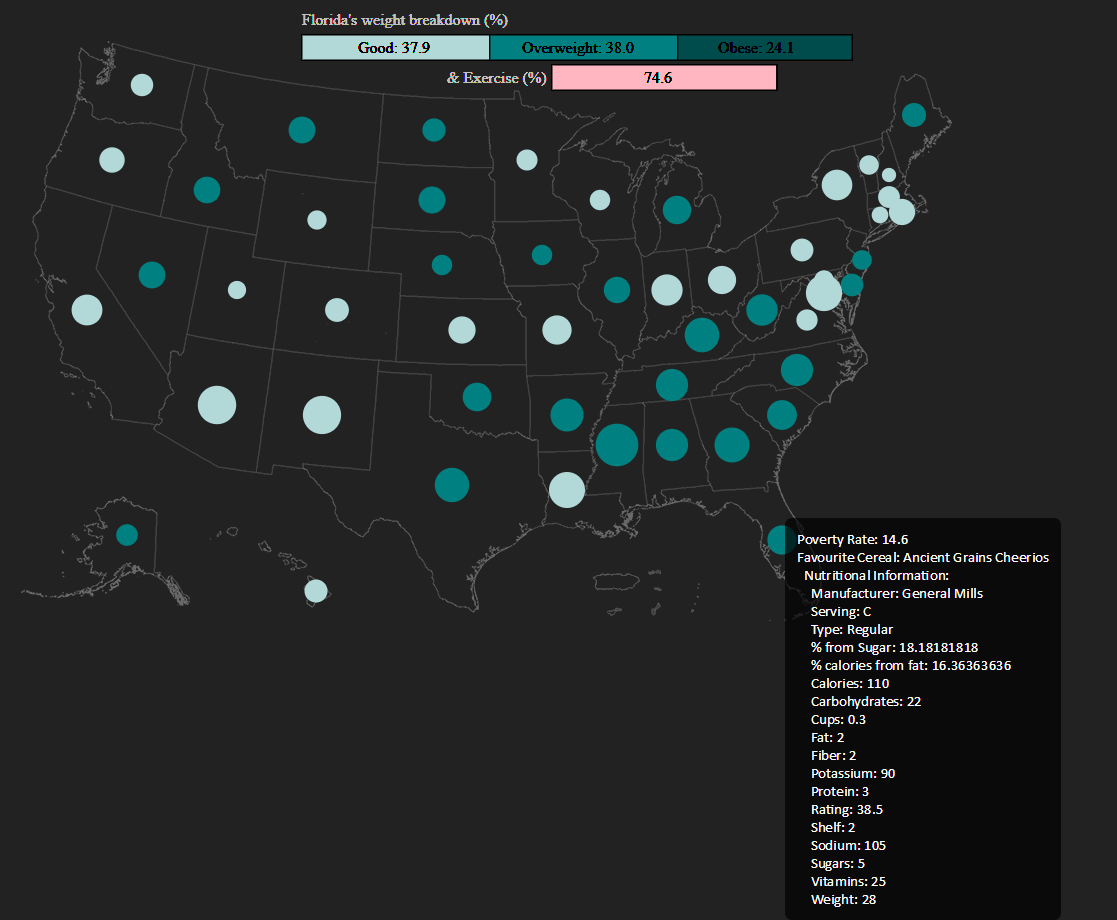 Florida's weight breakdown (%)
Good: 37.9 Overweight: 38.0 Obese: 24.1
& Exercise (%) 74.6
Poverty Rate: 14.6
Favourite Cereal: Ancient Grains Cheerios
Nutritional Information:
Manufacturer: General Mills
Serving: C
Type: Regular
% from Sugar: 18.18181818
% calories from fat: 16.36363636
Calories: 110
Carbohydrates: 22
Cups: 0.3
Fat: 2
Fiber: 2
Potassium: 90
Protein: 3
Rating: 38.5
Shelf: 2
Sodium: 105
Sugars: 5
Vitamins: 25
Weight: 28